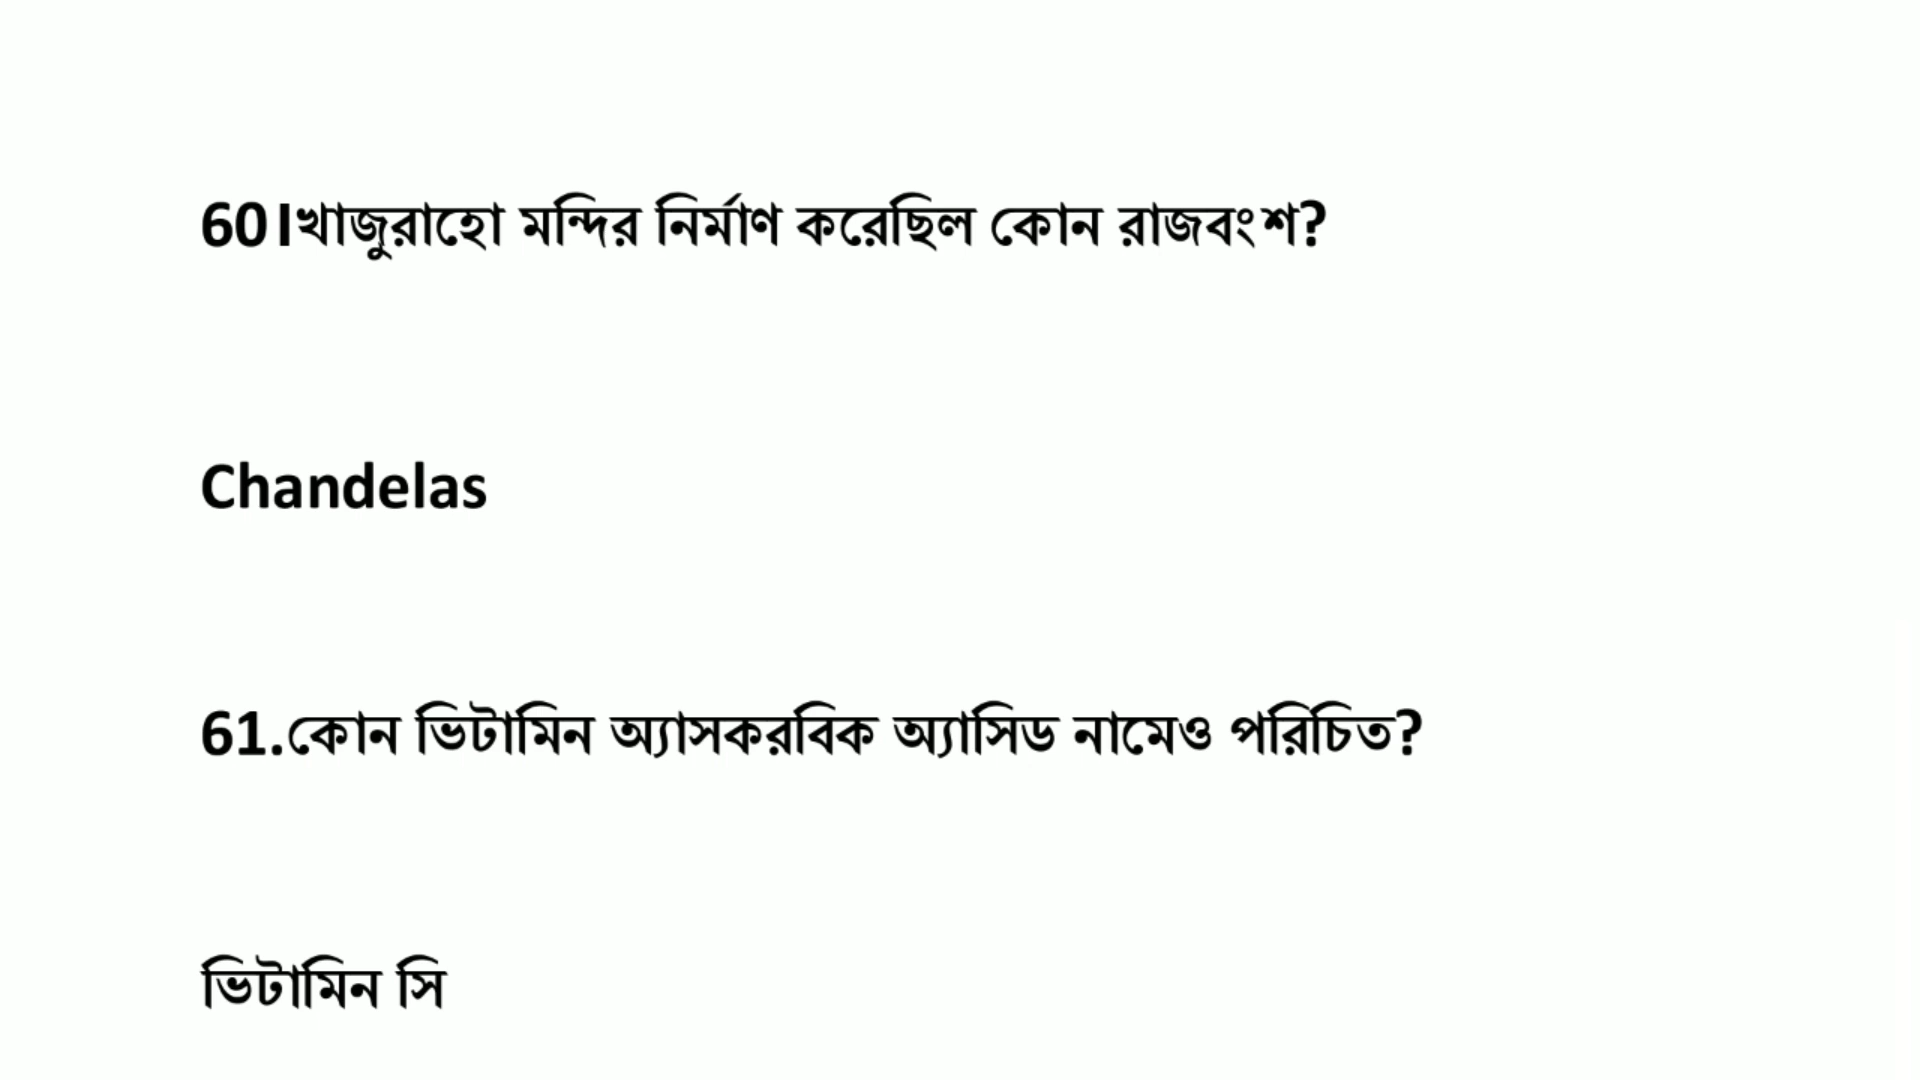 60।খাজুরাহো মন্দির নির্মাণ করেছিল কোন রাজবংশ?
Chandelas
61.কোন ভিটামিন অ্যাসকরবিক অ্যাসিড নামেও পরিচিত?
ভিটামিন সি